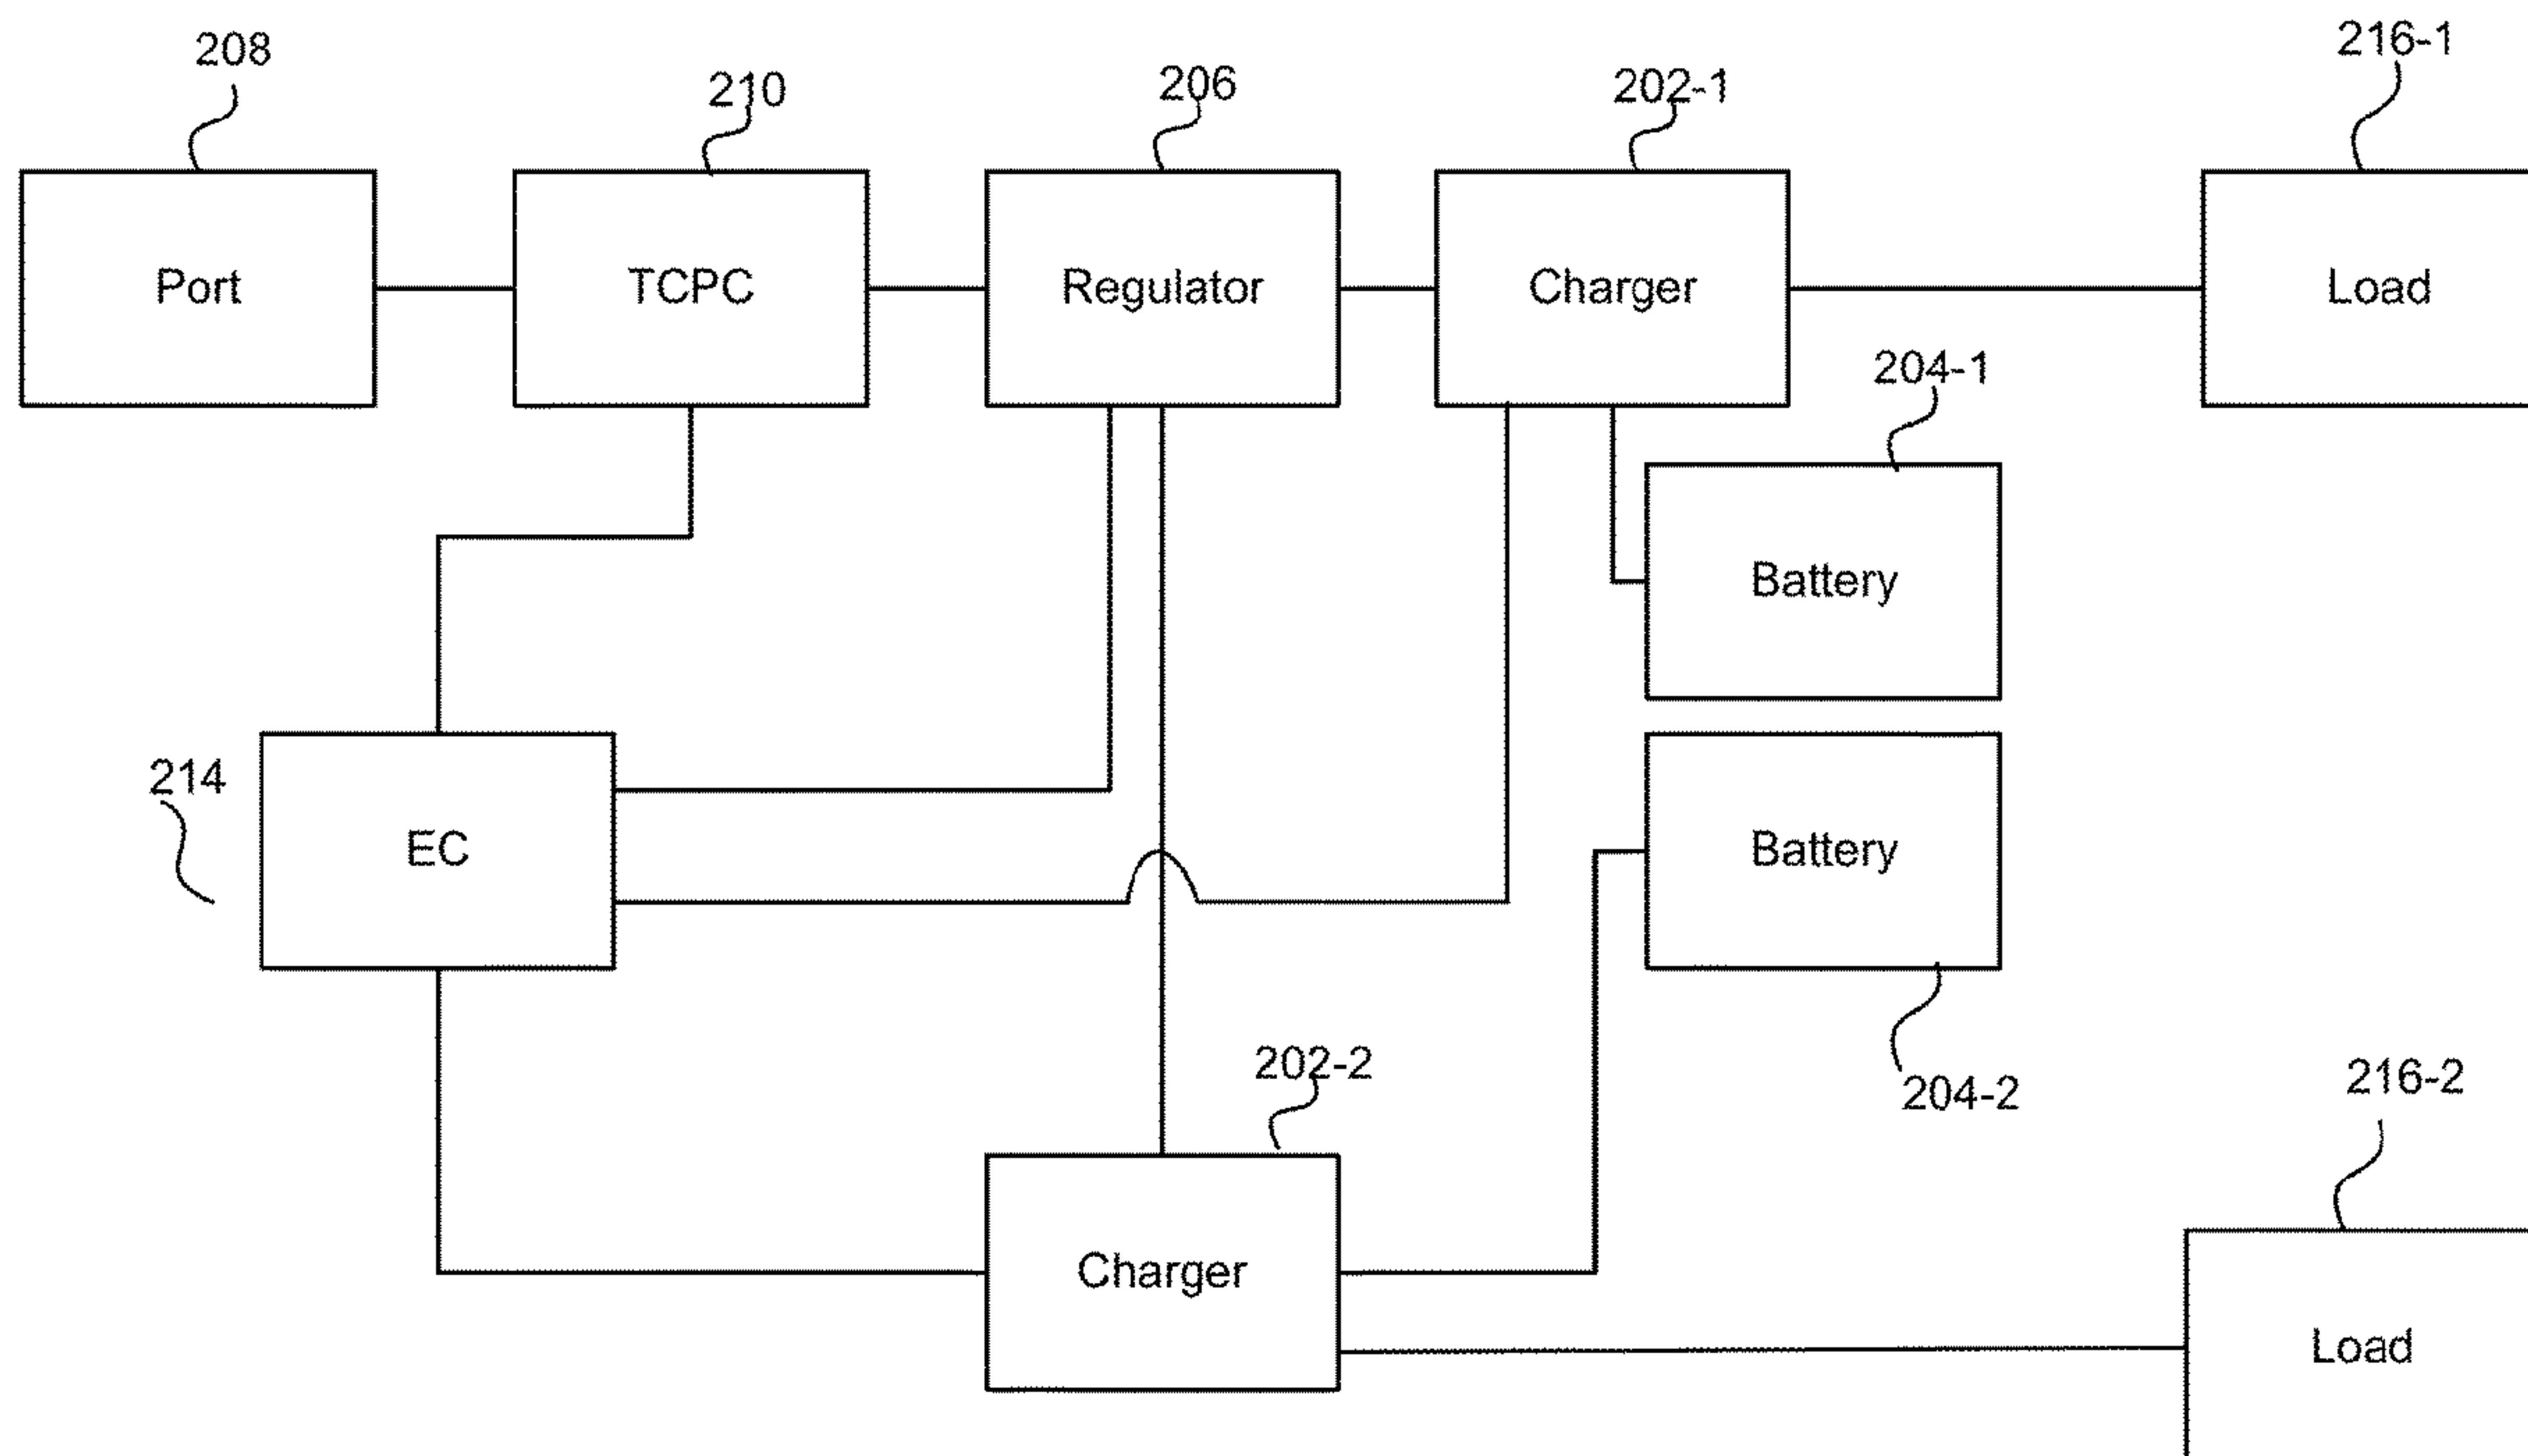 208
210
206
202-1
216-1
Port
TCPC
Regulator
Charger
Load
204-1
Battery
214
EC
Battery
202-2
204-2
216-2
Charger
Load